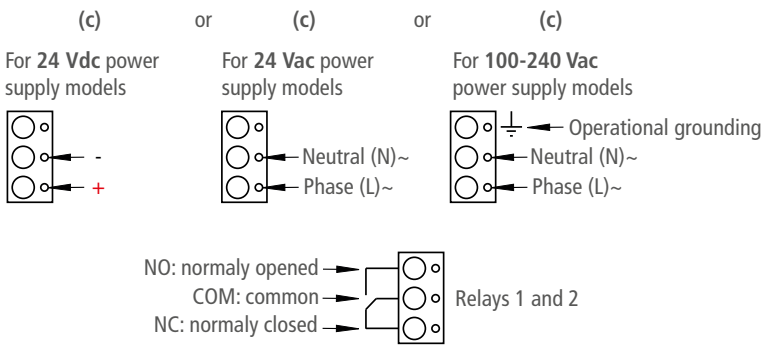 (c) or (c) or (c)
For 24 Vdc power
supply models
For 24 Vac power
supply models
For 100-240 Vac
power supply models
-
+
Neutral (N)~
Phase (L)~
Operational grounding
Neutral (N)~
Phase (L)~
NO: normaly opened
COM: common
NC: normaly closed
Relays 1 and 2